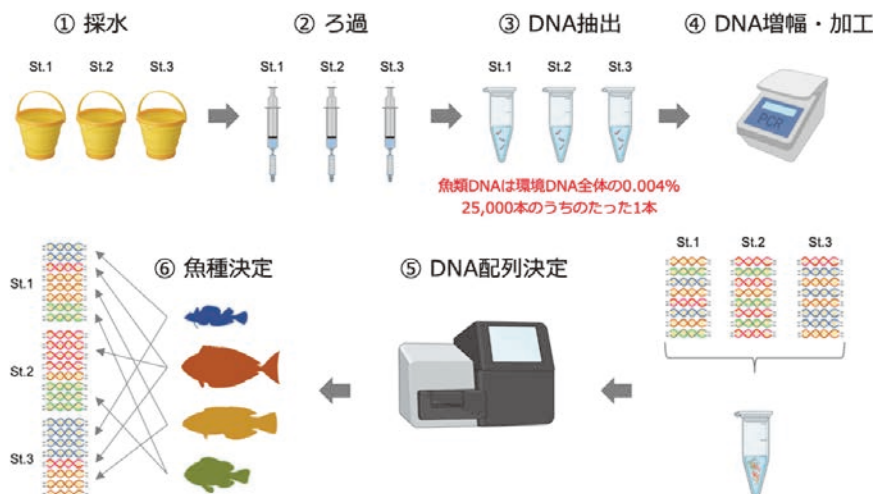 ① 採水
② ろ過
③ DNA抽出
④ DNA増幅・加工
St.1 St.2 St.3
St.1 St.2 St.3
St.1 St.2 St.3
PCR
魚類DNAは環境DNA全体の0.004%
25,000本のうちのたった1本
St.1 St.2 St.3
⑤ DNA配列決定
⑥ 魚種決定
St.1
St.2
St.3